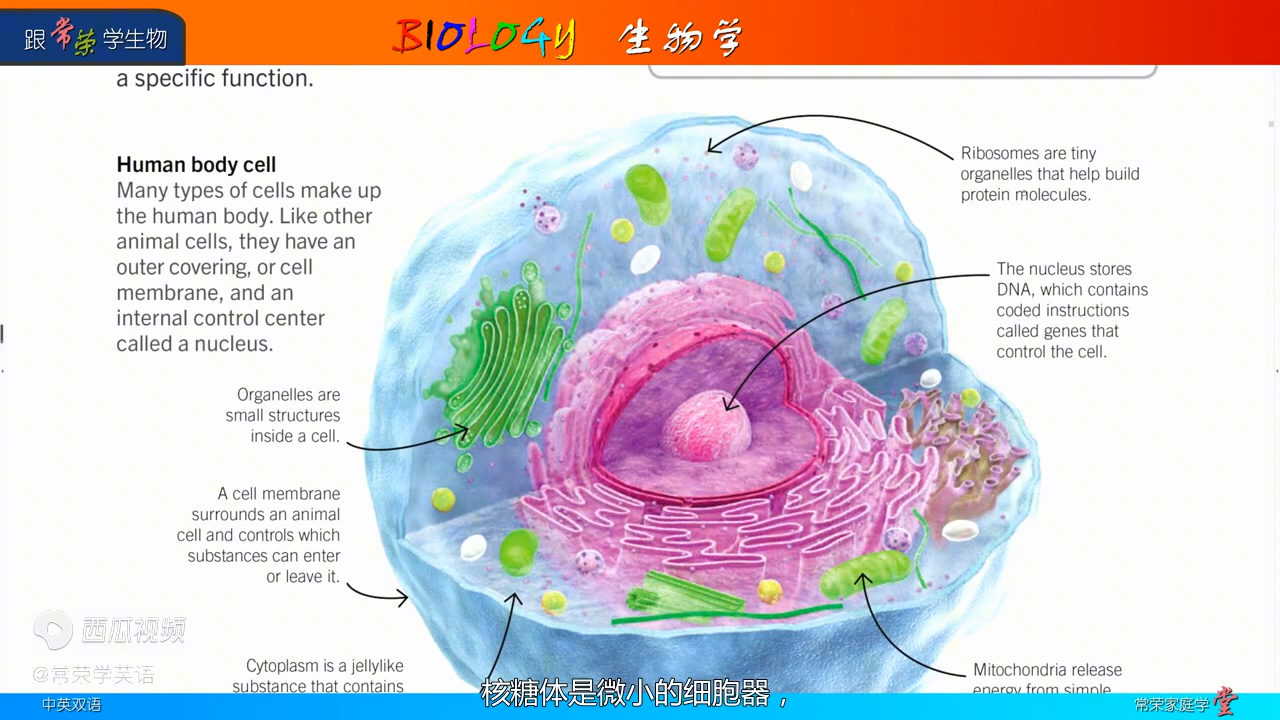 跟常荣学生物
BIOLOGY 生物学
a specific function.
Human body cell
Many types of cells make up
the human body. Like other
animal cells, they have an
outer covering, or cell
membrane, and an
internal control center
called a nucleus.
Ribosomes are tiny
organelles that help build
protein molecules.
The nucleus stores
DNA, which contains
coded instructions
called genes that
control the cell.
Organelles are
small structures
inside a cell.
A cell membrane
surrounds an animal
cell and controls which
substances can enter
or leave it.
Cytoplasm is a jellylike
substance that contains
Mitochondria release
energy from simple
西瓜视频
@常荣学英语
核糖体是微小的细胞器，
中英双语
常荣家庭学堂